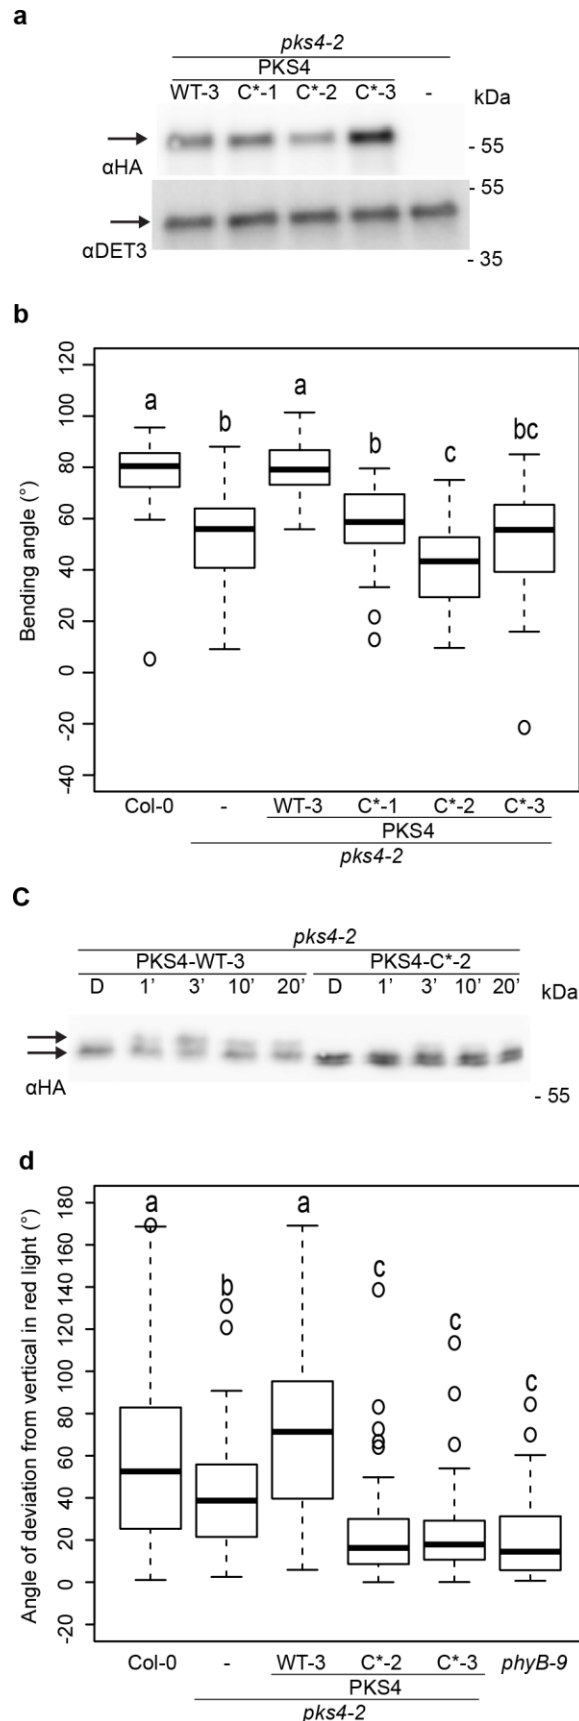 a
pks4-2
PKS4
WT-3 C*-1 C*-2 C*-3 - kDa
- 55
αHA
- 55
αDET3
- 35
b
120
100
80
60
40
20
0
-20
-40
Bending angle (°)
a b a b c bc
Col-0 - WT-3 C*-1 C*-2 C*-3
PKS4
pks4-2
C
pks4-2
PKS4-WT-3 PKS4-C*-2
D 1' 3' 10' 20' D 1' 3' 10' 20' kDa
αHA
- 55
d
180
160
140
120
100
80
60
40
20
0
-20
Angle of deviation from vertical in red light (°)
a b a c c c
Col-0 - WT-3 C*-2 C*-3 phyB-9
PKS4
pks4-2